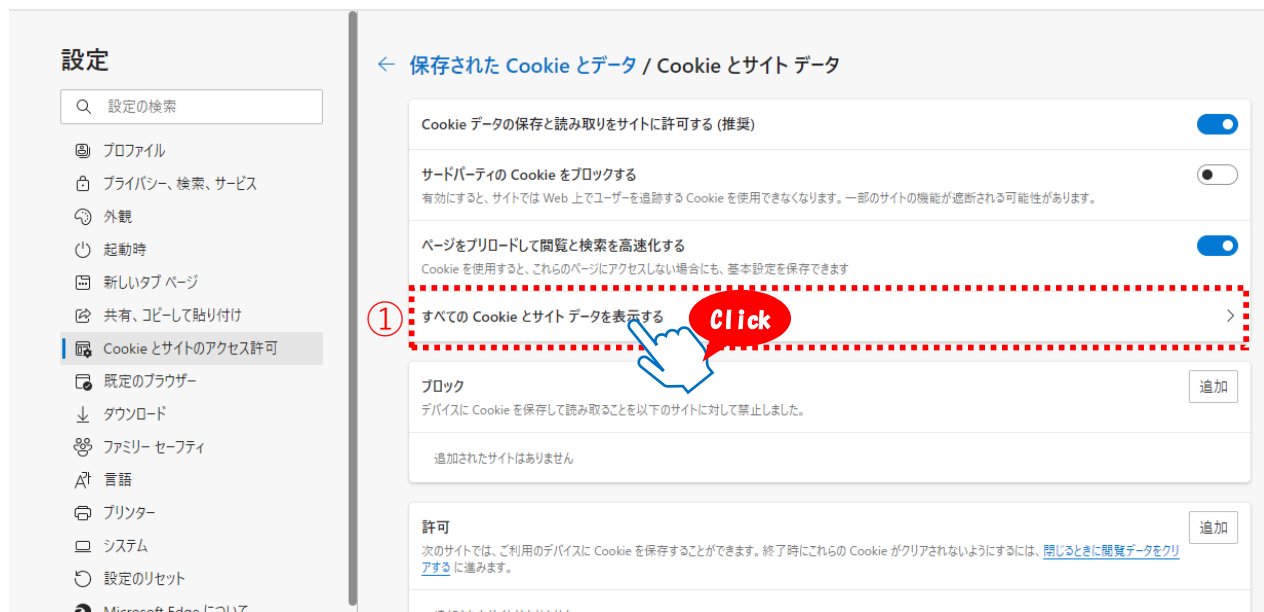 設定
設定の検索
プロファイル
プライバシー、検索、サービス
外観
起動時
新しいタブ ページ
共有、コピーして貼り付け
Cookie とサイトのアクセス許可
既定のブラウザー
ダウンロード
ファミリー セーフティ
言語
プリンター
システム
設定のリセット
Microsoft Edge について
← 保存された Cookie とデータ / Cookie とサイト データ
Cookie データの保存と読み取りをサイトに許可する (推奨)
サードパーティの Cookie をブロックする
有効にすると、サイトでは Web 上でユーザーを追跡する Cookie を使用できなくなります。一部のサイトの機能が遮断される可能性があります。
ページをプリロードして閲覧と検索を高速化する
Cookie を使用すると、これらのページにアクセスしない場合にも、基本設定を保存できます
① すべての Cookie とサイト データを表示する
Click
ブロック
追加
デバイスに Cookie を保存して読み取ることを以下のサイトに対して禁止しました。
追加されたサイトはありません
許可
追加
次のサイトでは、ご利用のデバイスに Cookie を保存することができます。終了時にこれらの Cookie がクリアされないようにするには、閉じるときに閲覧データをクリ
アする に進みます。